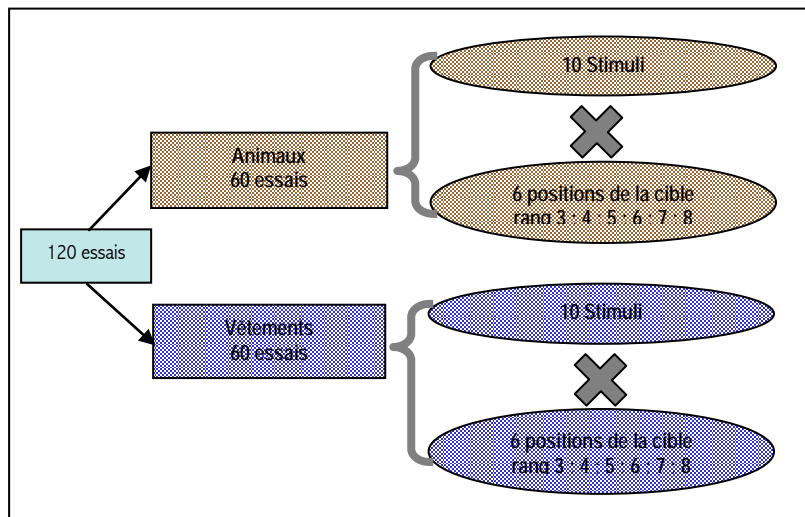 10 Stimuli
Animaux
60 essais
6 positions de la cible
rang 3 ; 4 ; 5 ; 6 ; 7 ; 8
120 essais
Vêtements
60 essais
10 Stimuli
6 positions de la cible
rang 3 ; 4 ; 5 ; 6 ; 7 ; 8